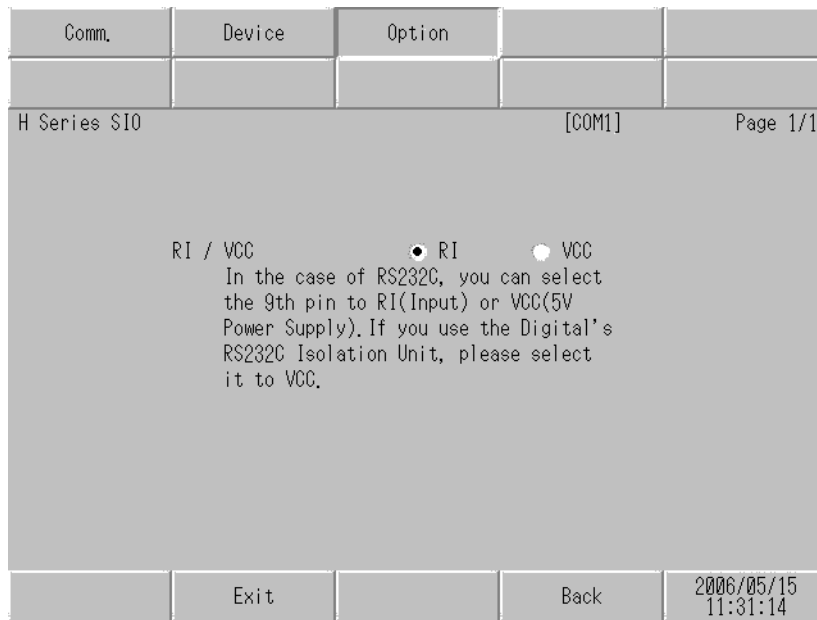 Comm. Device Option
H Series SIO [COM1] Page 1/1
RI / VCC RI VCC
In the case of RS232C, you can select
the 9th pin to RI(Input) or VCC(5V
Power Supply).If you use the Digital's
RS232C Isolation Unit, please select
it to VCC.
Exit Back 2006/05/15
11:31:14